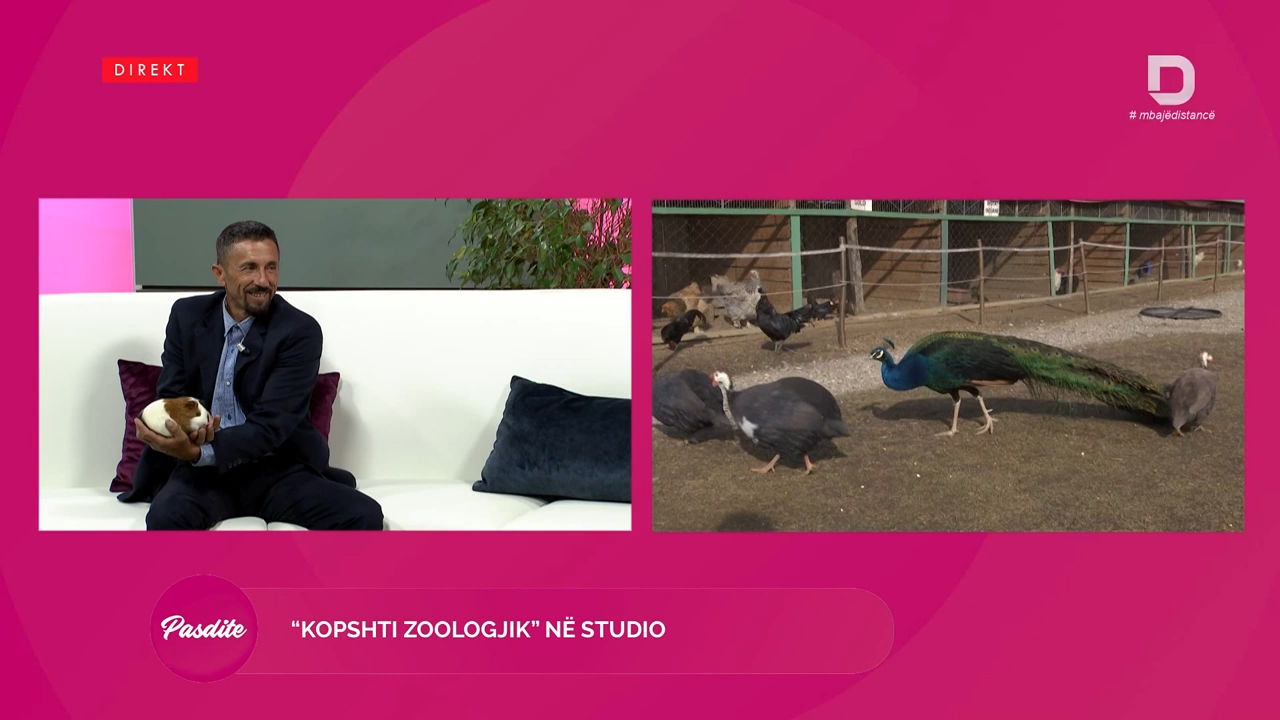 DIREKT
D
# mbajëdistancë
Pasdite
“KOPSHTI ZOOLOGJIK” NË STUDIO